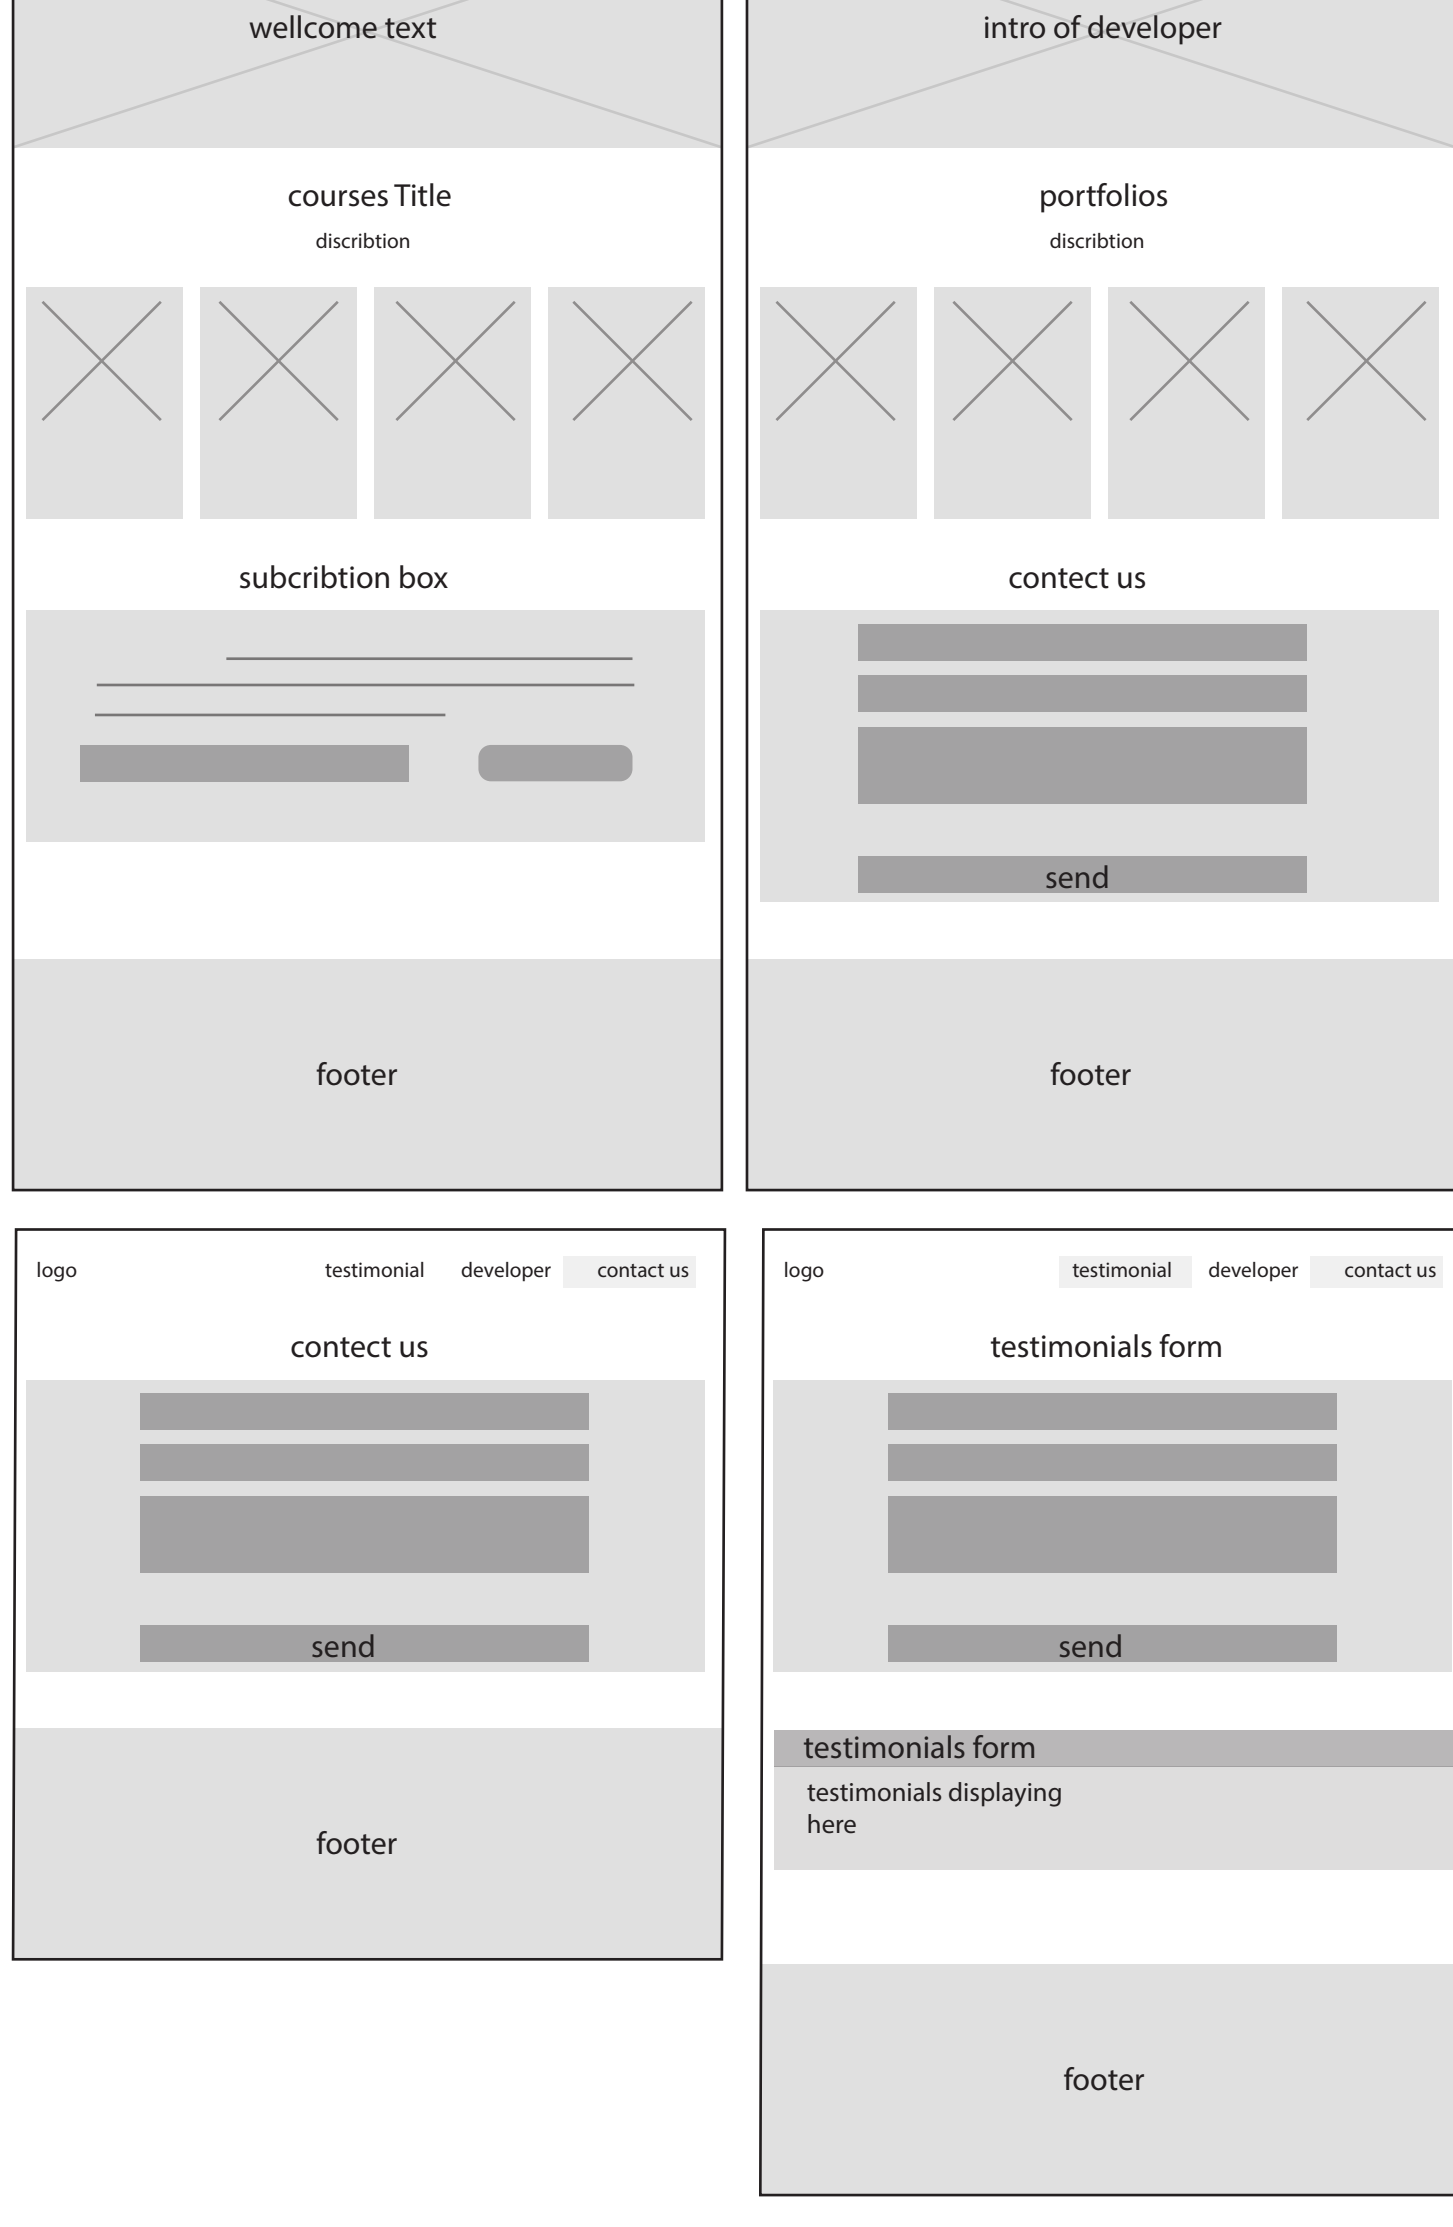 wellcome text
courses Title
discribtion
subcribtion box
footer
intro of developer
portfolios
discribtion
contect us
send
footer
logo testimonial developer contact us
contect us
send
footer
logo testimonial developer contact us
testimonials form
send
testimonials form
testimonials displaying
here
footer